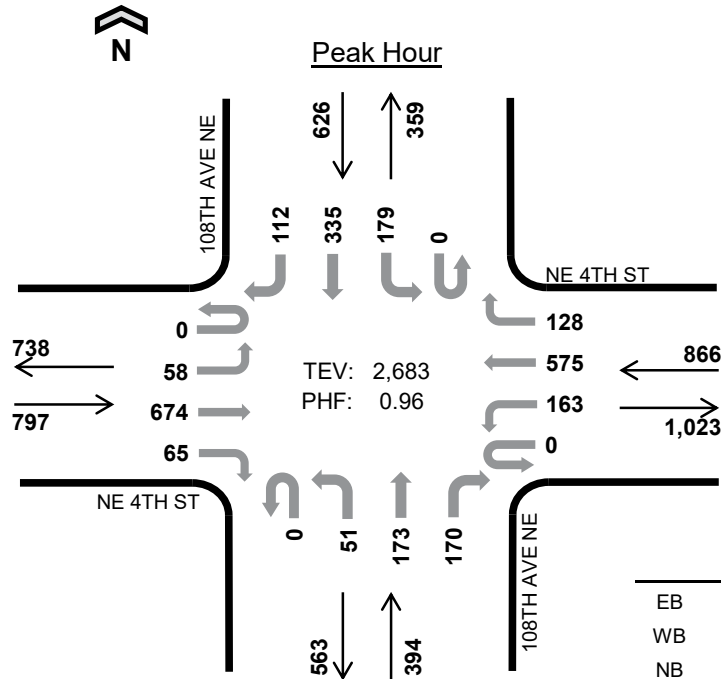 N
Peak Hour
626
359
108TH AVE NE
112
335
179
0
NE 4TH ST
0
128
738
58
TEV: 2,683
575
866
797
674
PHF: 0.96
163
1,023
65
0
NE 4TH ST
0
51
173
170
108TH AVE NE
563
394
EB
WB
NB